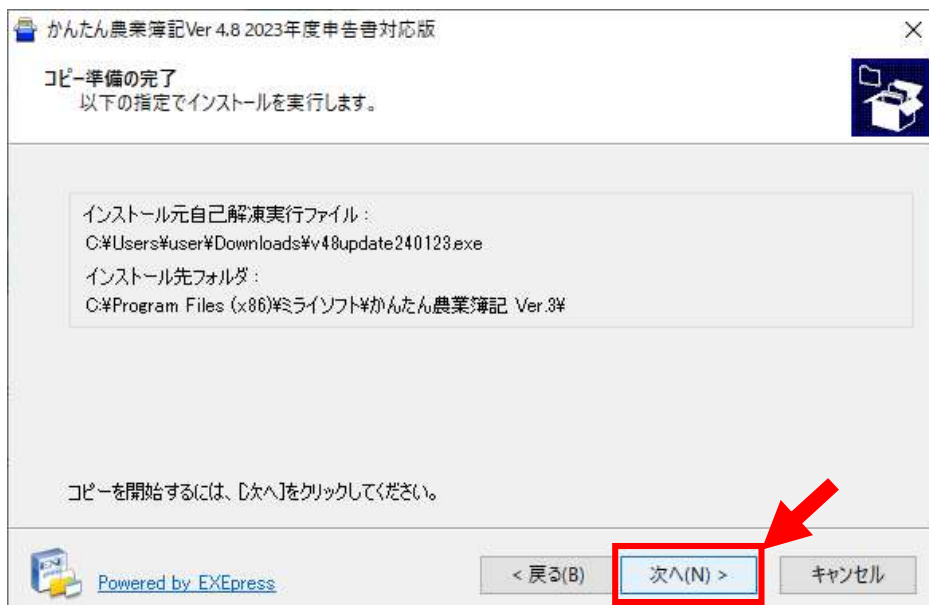 かんたん農業簿記Ver 4.8 2023年度申告書対応版
コピー準備の完了
以下の指定でインストールを実行します。
インストール元自己解凍実行ファイル：
C:¥Users¥user¥Downloads¥v48update240123.exe
インストール先フォルダ：
C:¥Program Files (x86)¥ミライソフト¥かんたん農業簿記 Ver.3¥
コピーを開始するには、[次へ]をクリックしてください。
Powered by EXEpress
< 戻る(B)
次へ(N) >
キャンセル